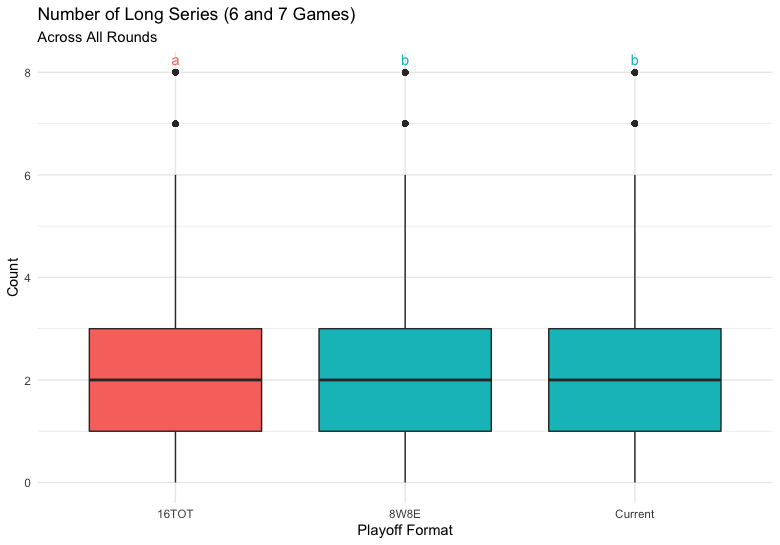 Number of Long Series (6 and 7 Games)
Across All Rounds
a b b
8
6
4
2
0
Count
16TOT 8W8E Current
Playoff Format